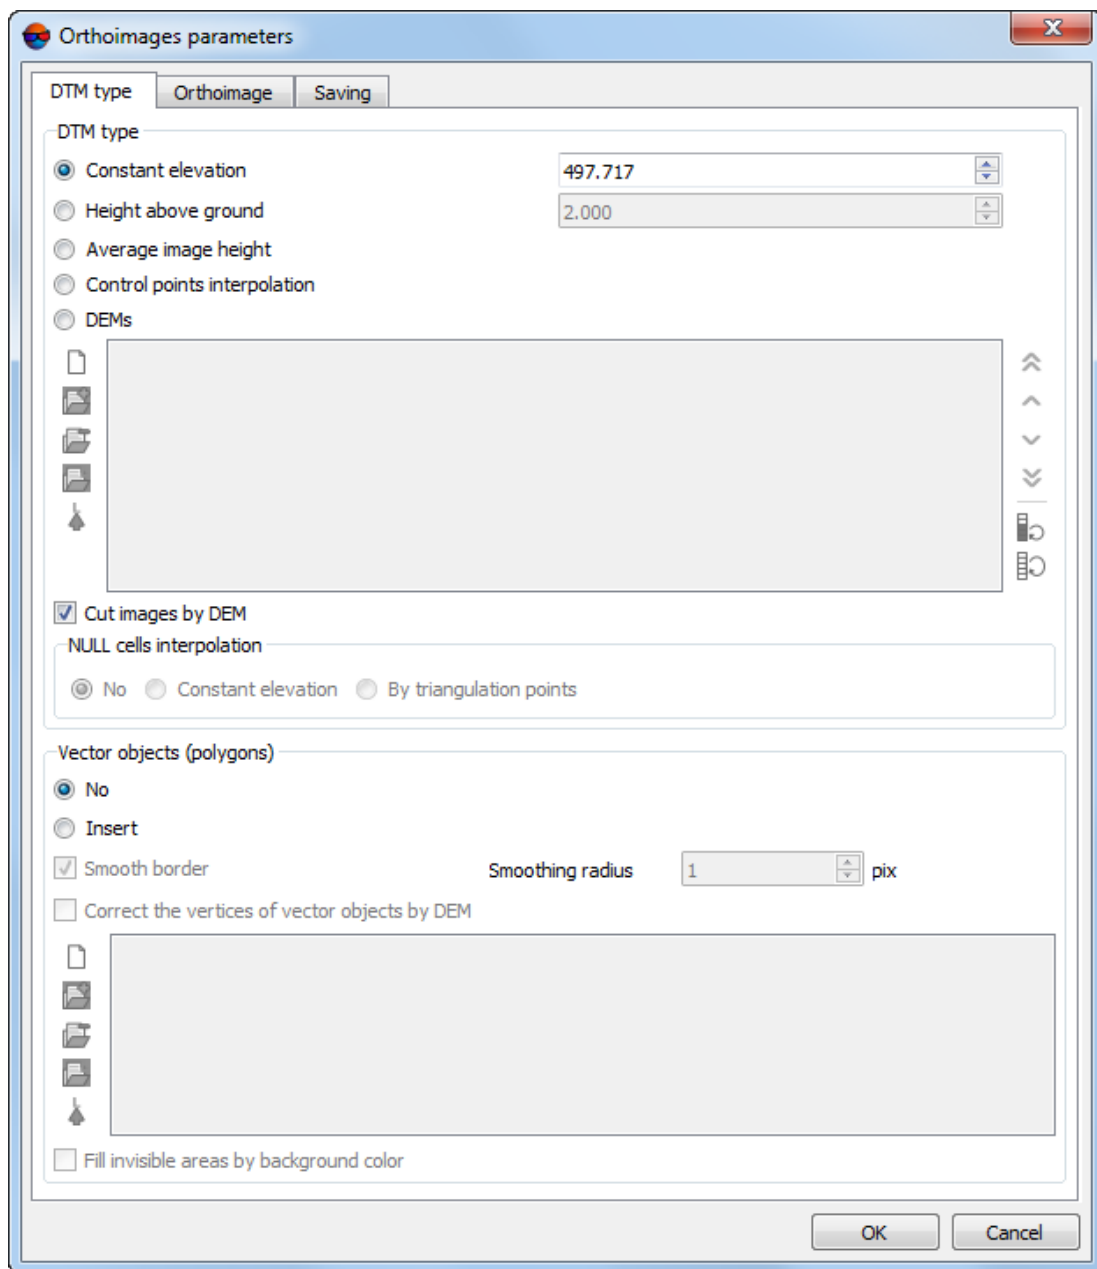 Orthoimages parameters
DTM type Orthoimage Saving
DTM type
Constant elevation 497.717
Height above ground 2.000
Average image height
Control points interpolation
DEMs
Cut images by DEM
NULL cells interpolation
No Constant elevation By triangulation points
Vector objects (polygons)
No
Insert
Smooth border Smoothing radius 1 pix
Correct the vertices of vector objects by DEM
Fill invisible areas by background color
OK Cancel